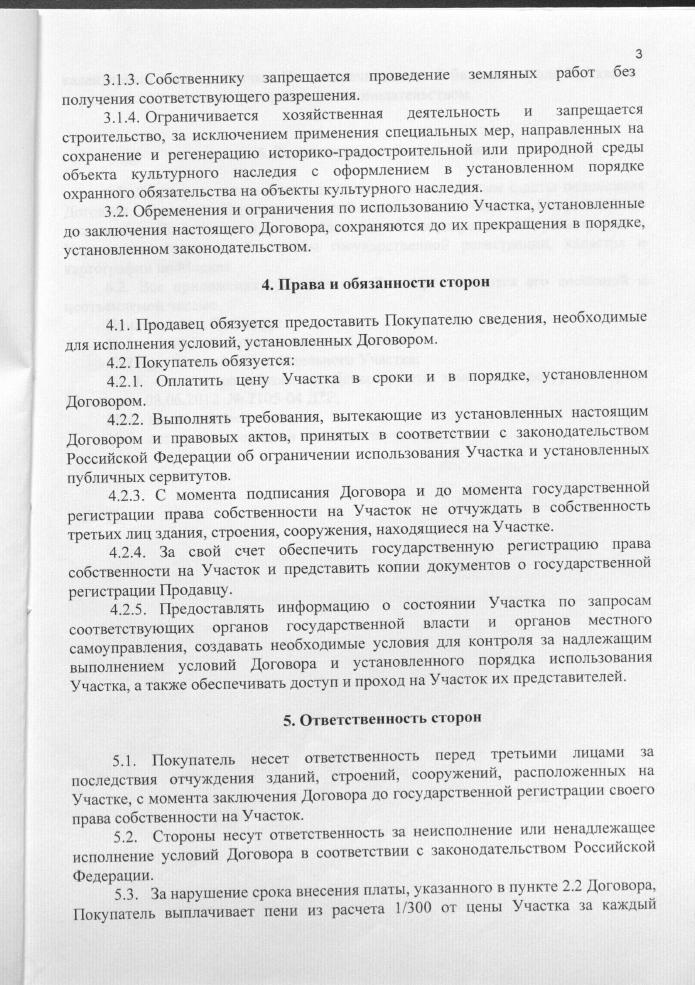 3
3.1.3. Собственнику запрещается проведение земляных работ без
получения соответствующего разрешения.
3.1.4. Ограничивается хозяйственная деятельность и запрещается
строительство, за исключением применения специальных мер, направленных на
сохранение и регенерацию историко-градостроительной или природной среды
объекта культурного наследия с оформлением в установленном порядке
охранного обязательства на объекты культурного наследия.
3.2. Обременения и ограничения по использованию Участка, установленные
до заключения настоящего Договора, сохраняются до их прекращения в порядке,
установленном законодательством.
4. Права и обязанности сторон
4.1. Продавец обязуется предоставить Покупателю сведения, необходимые
для исполнения условий, установленных Договором.
4.2. Покупатель обязуется:
4.2.1. Оплатить цену Участка в сроки и в порядке, установленном
Договором.
4.2.2. Выполнять требования, вытекающие из установленных настоящим
Договором и правовых актов, принятых в соответствии с законодательством
Российской Федерации об ограничении использования Участка и установленных
публичных сервитутов.
4.2.3. С момента подписания Договора и до момента государственной
регистрации права собственности на Участок не отчуждать в собственность
третьих лиц здания, строения, сооружения, находящиеся на Участке.
4.2.4. За свой счет обеспечить государственную регистрацию права
собственности на Участок и представить копии документов о государственной
регистрации Продавцу.
4.2.5. Предоставлять информацию о состоянии Участка по запросам
соответствующих органов государственной власти и органов местного
самоуправления, создавать необходимые условия для контроля за надлежащим
выполнением условий Договора и установленного порядка использования
Участка, а также обеспечивать доступ и проход на Участок их представителей.
5. Ответственность сторон
5.1. Покупатель несет ответственность перед третьими лицами за
последствия отчуждения зданий, строений, сооружений, расположенных на
Участке, с момента заключения Договора до государственной регистрации своего
права собственности на Участок.
5.2. Стороны несут ответственность за неисполнение или ненадлежащее
исполнение условий Договора в соответствии с законодательством Российской
Федерации.
5.3. За нарушение срока внесения платы, указанного в пункте 2.2 Договора,
Покупатель выплачивает пени из расчета 1/300 от цены Участка за каждый